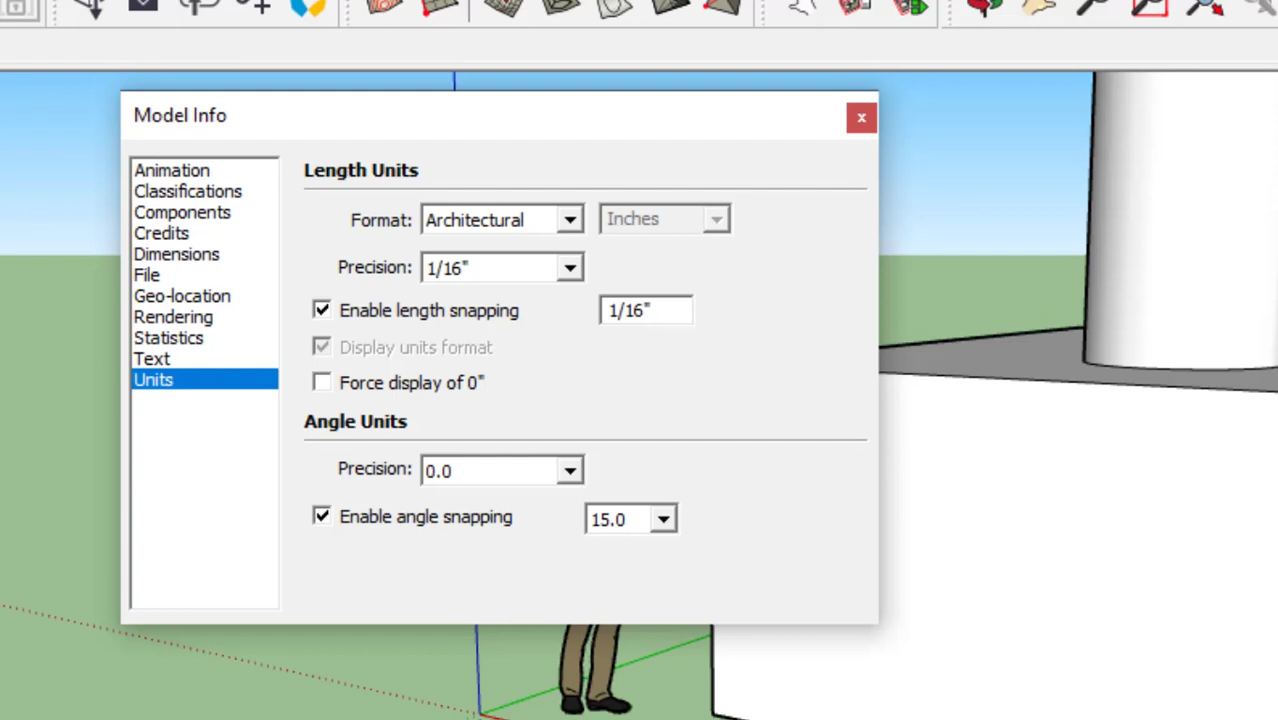 Model Info
x
Animation
Classifications
Components
Credits
Dimensions
File
Geo-location
Rendering
Statistics
Text
Units
Length Units
Format: Architectural Inches
Precision: 1/16"
Enable length snapping 1/16"
Display units format
Force display of 0"
Angle Units
Precision: 0.0
Enable angle snapping 15.0